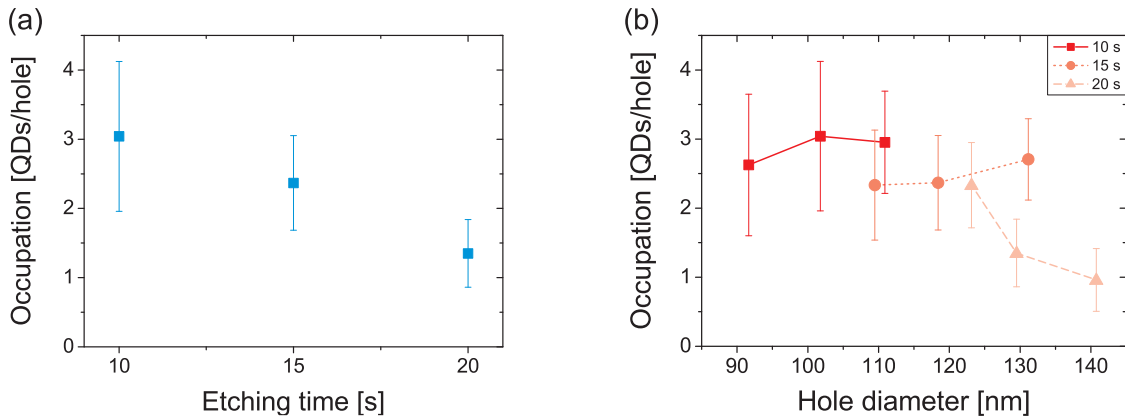 (a)
Occupation [QDs/hole]
4
3
2
1
0
10
15
20
Etching time [s]
(b)
Occupation [QDs/hole]
4
3
2
1
0
90
100
110
120
130
140
Hole diameter [nm]
10 s
15 s
20 s